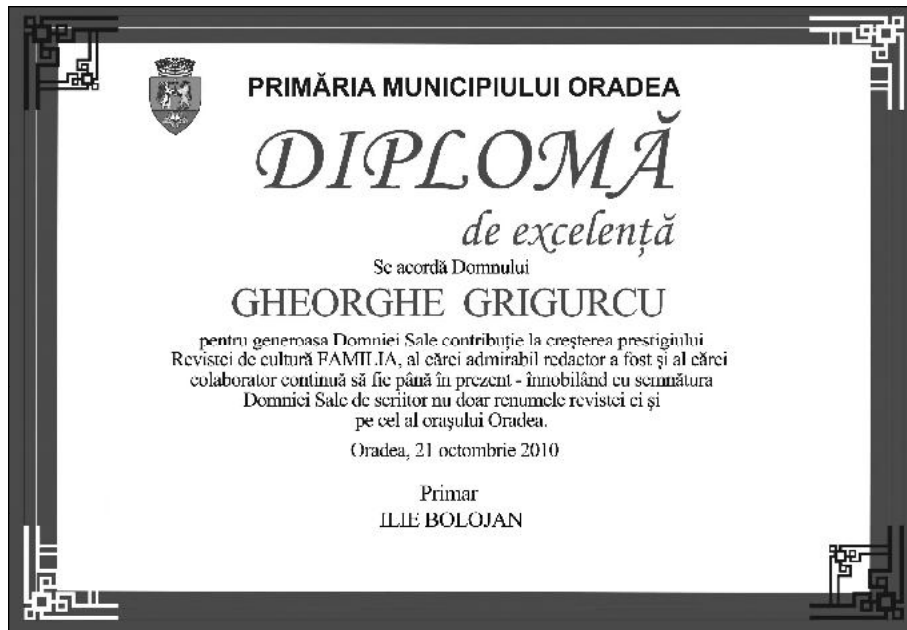 PRIMĂRIA MUNICIPIULUI ORADEA
DIPLOMĂ
de excelență
Se acordă Domnului
GHEORGHE GRIGURCU
pentru generoasa Domniei Sale contribuție la creșterea prestigiului
Revistei de cultură FAMILIA, al cărei admirabil redactor a fost și al cărei
colaborator continuă să fie până în prezent - înnobilând cu semnătura
Domniei Sale de scriitor nu doar renumele revistei ci și
pe cel al orașului Oradea.
Oradea, 21 octombrie 2010
Primar
ILIE BOLOJAN